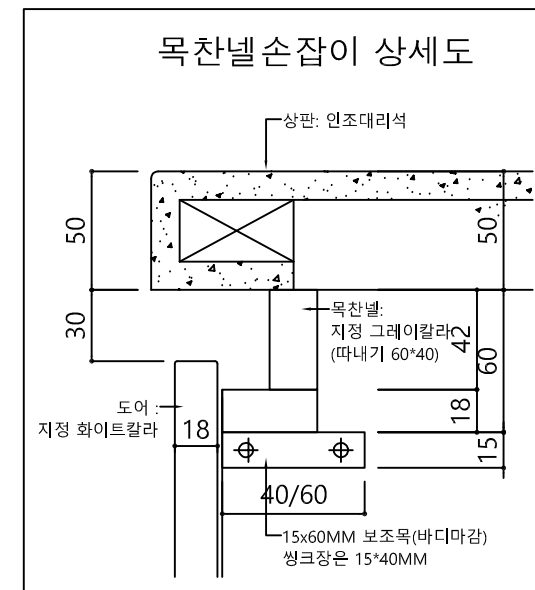 목찬넬손잡이 상세도
상판: 인조대리석
50
50
30
목찬넬:
지정 그레이칼라
(따내기 60*40)
42
60
도어 :
지정 화이트칼라
18
18
15
40/60
15x60MM 보조목(바디마감)
씽크장은 15*40MM